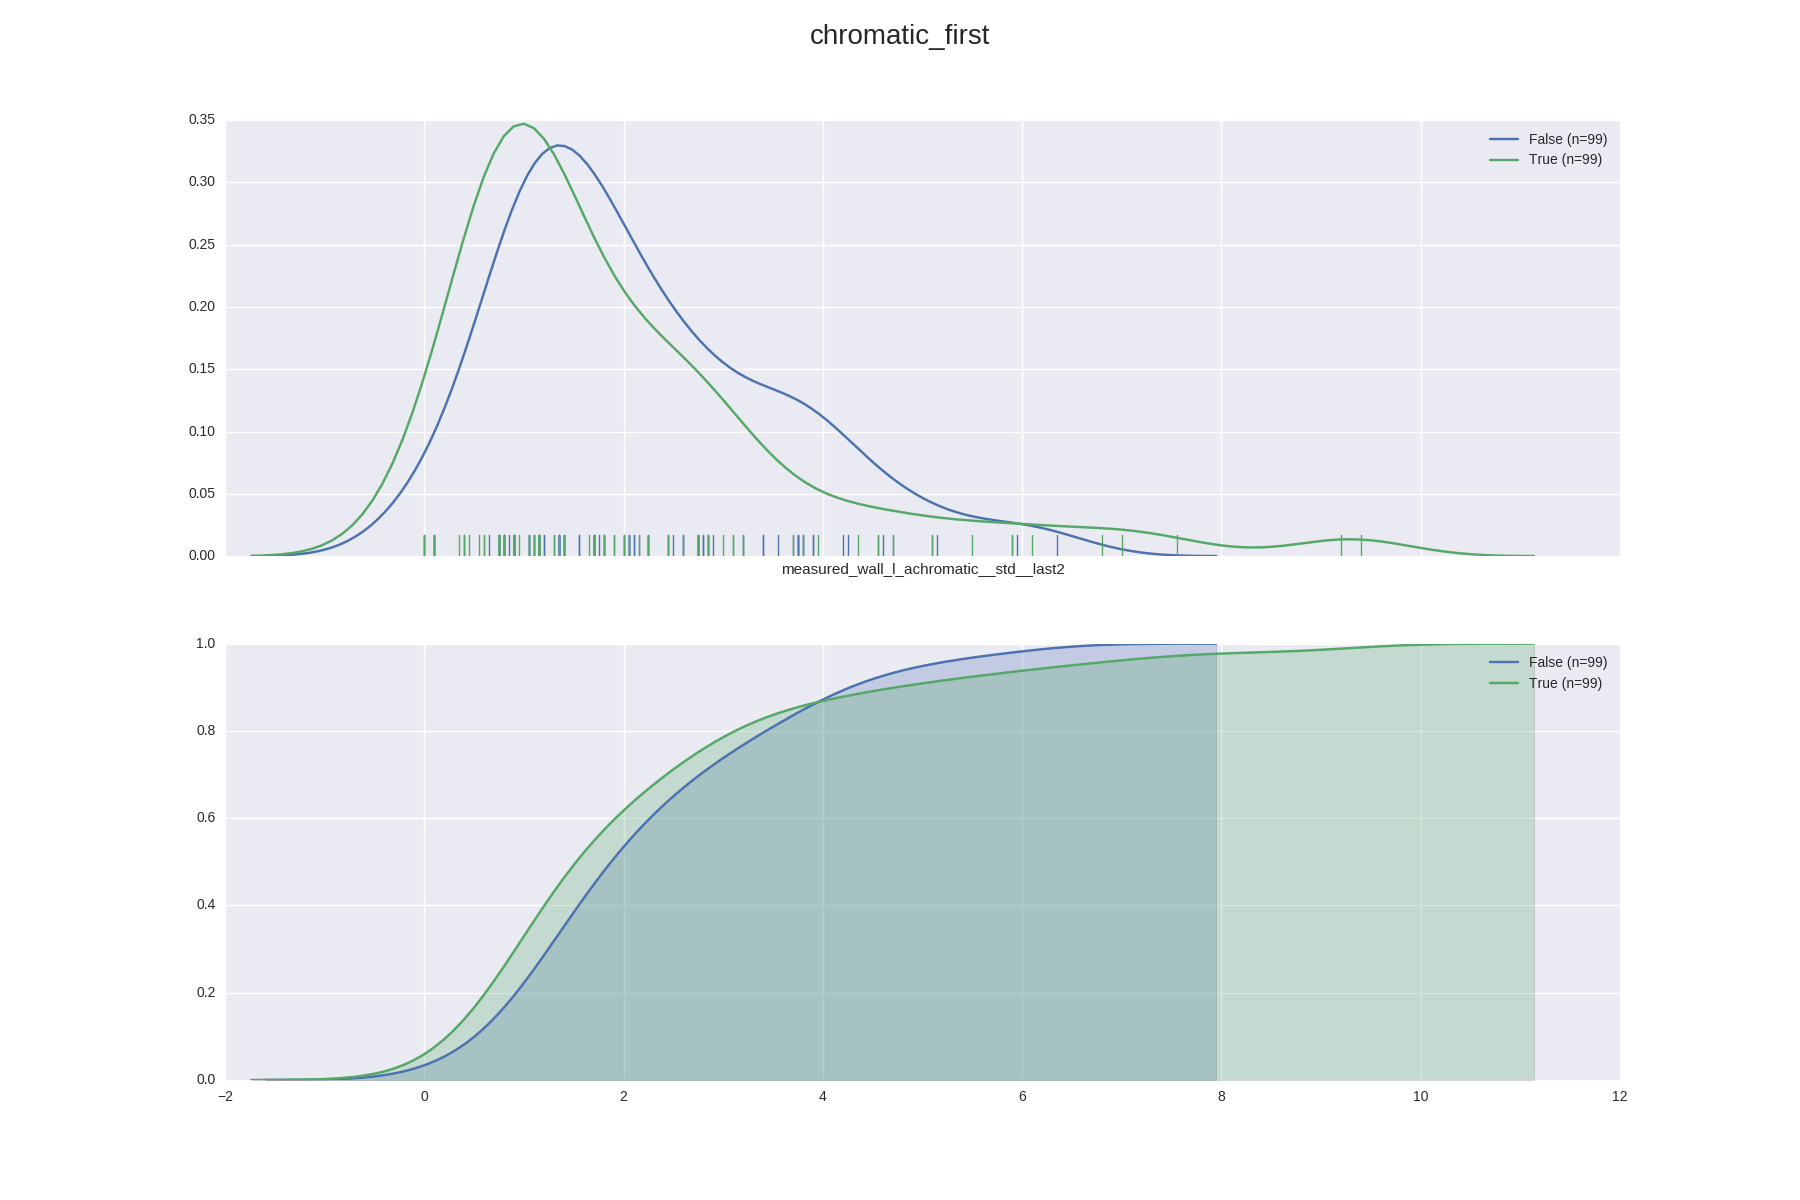 chromatic_first
0.35
0.30
0.25
0.20
0.15
0.10
0.05
0.00
False (n=99)
True (n=99)
measured_wall_l_achromatic__std__last2
1.0
0.8
0.6
0.4
0.2
0.0
False (n=99)
True (n=99)
−2 0 2 4 6 8 10 12